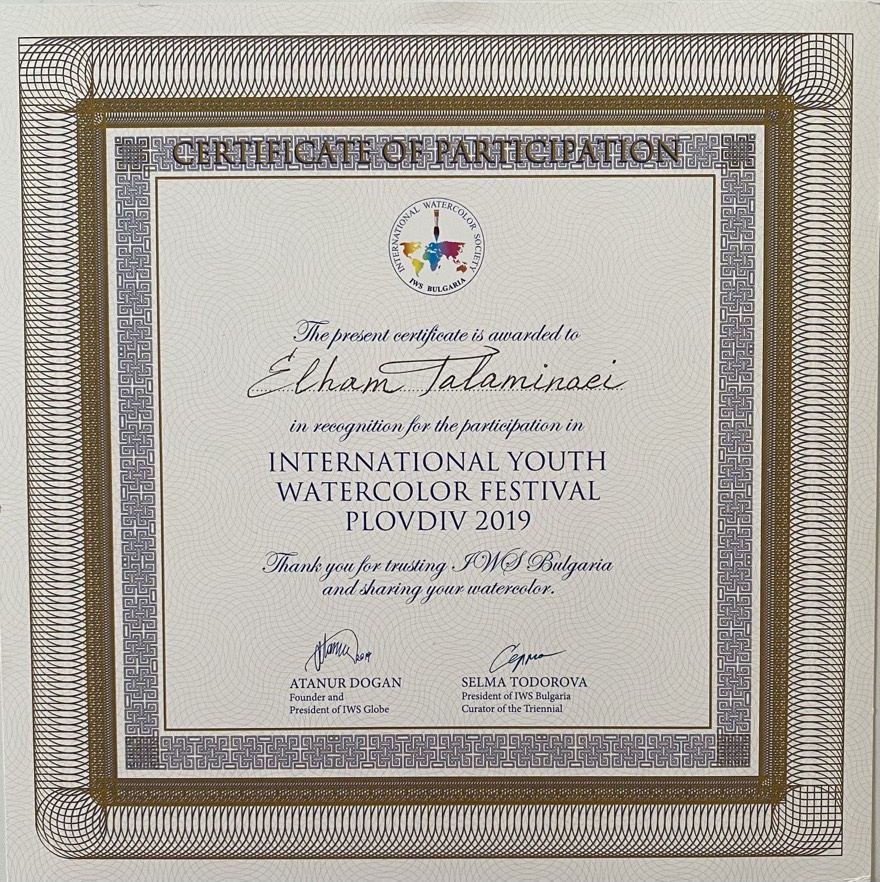 CERTIFICATE OF PARTICIPATION
INTERNATIONAL WATERCOLOR SOCIETY
IWS BULGARIA
The present certificate is awarded to
Elham Talaminaei
in recognition for the participation in
INTERNATIONAL YOUTH
WATERCOLOR FESTIVAL
PLOVDIV 2019
Thank you for trusting IWS Bulgaria
and sharing your watercolor.
ATANUR DOGAN
Founder and
President of IWS Globe
SELMA TODOROVA
President of IWS Bulgaria
Curator of the Triennial